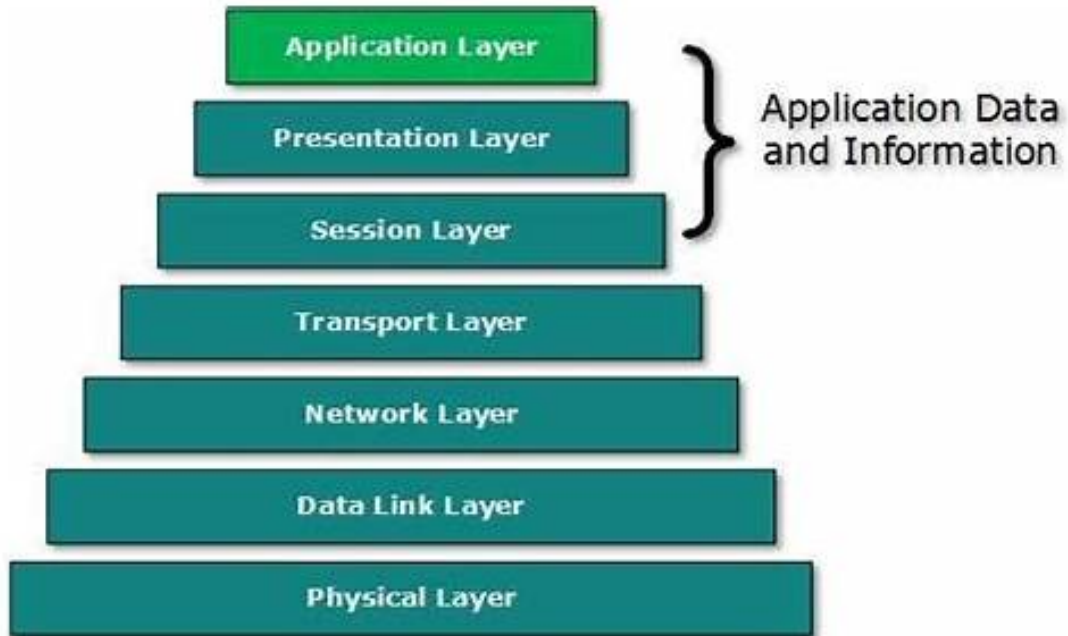 Application Layer
Presentation Layer
Application Data
and Information
Session Layer
Transport Layer
Network Layer
Data Link Layer
Physical Layer